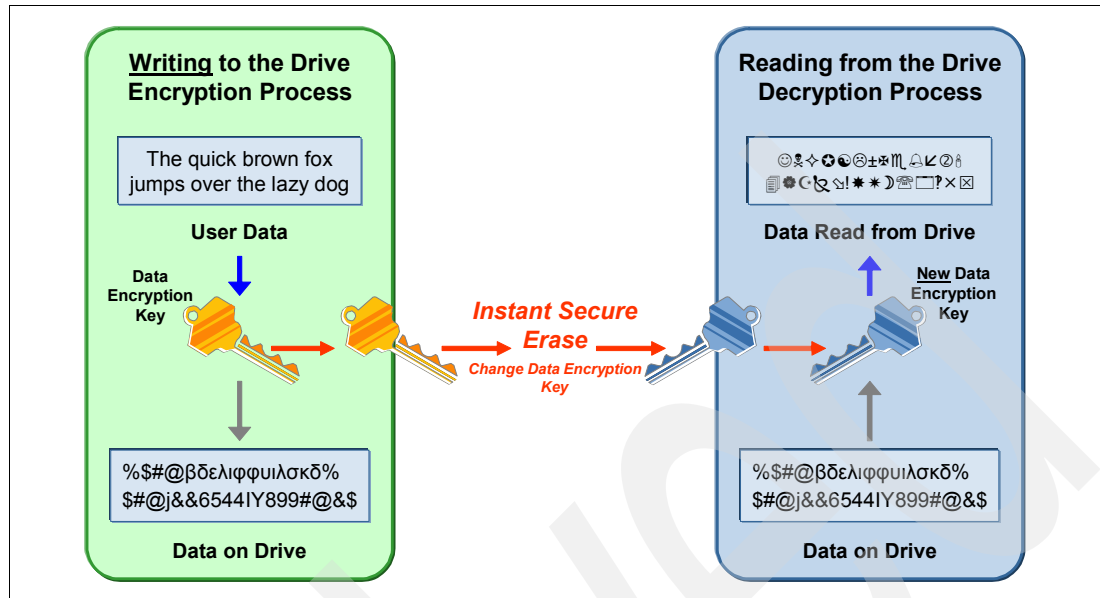 Writing to the Drive
Encryption Process
The quick brown fox
jumps over the lazy dog
User Data
Data
Encryption
Key
%$#@βδελιφφυιλσκδ%
$#@j&&6544IY899#@&$
Data on Drive
Instant Secure
Erase
Change Data Encryption
Key
Reading from the Drive
Decryption Process
Data Read from Drive
New Data
Encryption
Key
%$#@βδελιφφυιλσκδ%
$#@j&&6544IY899#@&$
Data on Drive